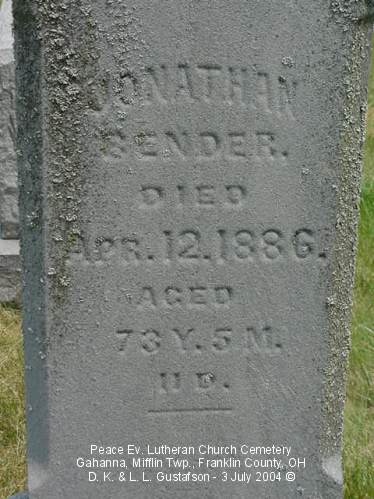 JONATHAN
BENDER.
DIED
APR. 12. 1886.
AGED
73 Y. 5 M.
11 D.
Peace Ev. Lutheran Church Cemetery
Gahanna, Mifflin Twp., Franklin County, OH
D. K. & L. L. Gustafson - 3 July 2004 ©